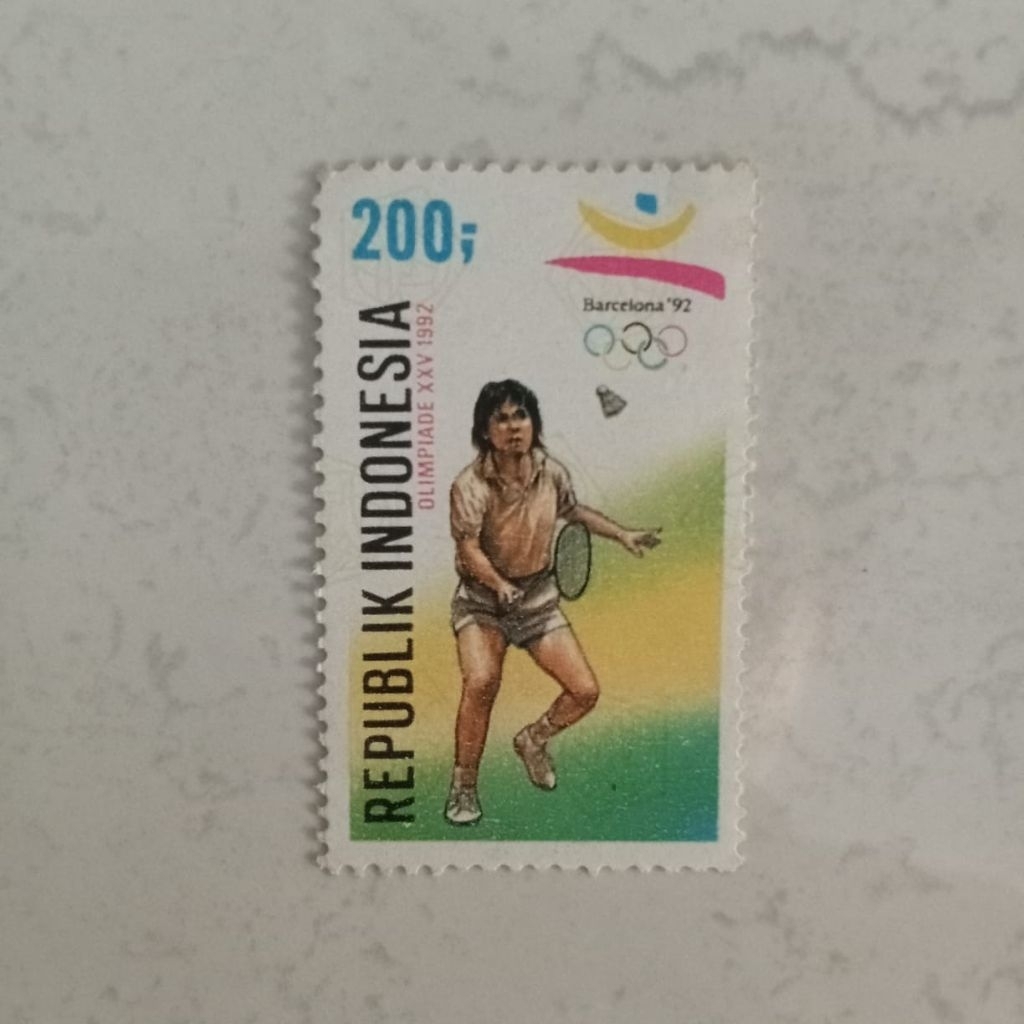 200,-
REPUBLIK INDONESIA
OLIMPIADE XXV 1992
Barcelona '92